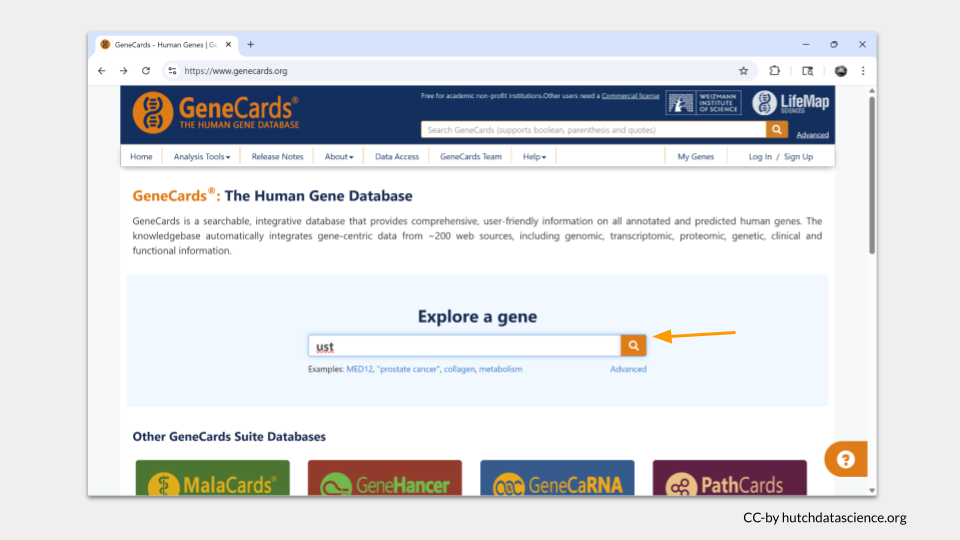 GeneCards - Human Genes | Ge
https://www.genecards.org
Free for academic non-profit institutions.Other users need a Commercial license
WEIZMANN
INSTITUTE
OF SCIENCE
LifeMap
SCIENCES
GeneCards®
THE HUMAN GENE DATABASE
Search GeneCards (supports boolean, parenthesis and quotes)
Advanced
Home Analysis Tools Release Notes About Data Access GeneCards Team Help My Genes Log In / Sign Up
GeneCards®: The Human Gene Database
GeneCards is a searchable, integrative database that provides comprehensive, user-friendly information on all annotated and predicted human genes. The
knowledgebase automatically integrates gene-centric data from ~200 web sources, including genomic, transcriptomic, proteomic, genetic, clinical and
functional information.
Explore a gene
ust
Examples: MED12, "prostate cancer", collagen, metabolism Advanced
Other GeneCards Suite Databases
MalaCards® GeneHancer GeneCaRNA PathCards
?
CC-by hutchdatascience.org